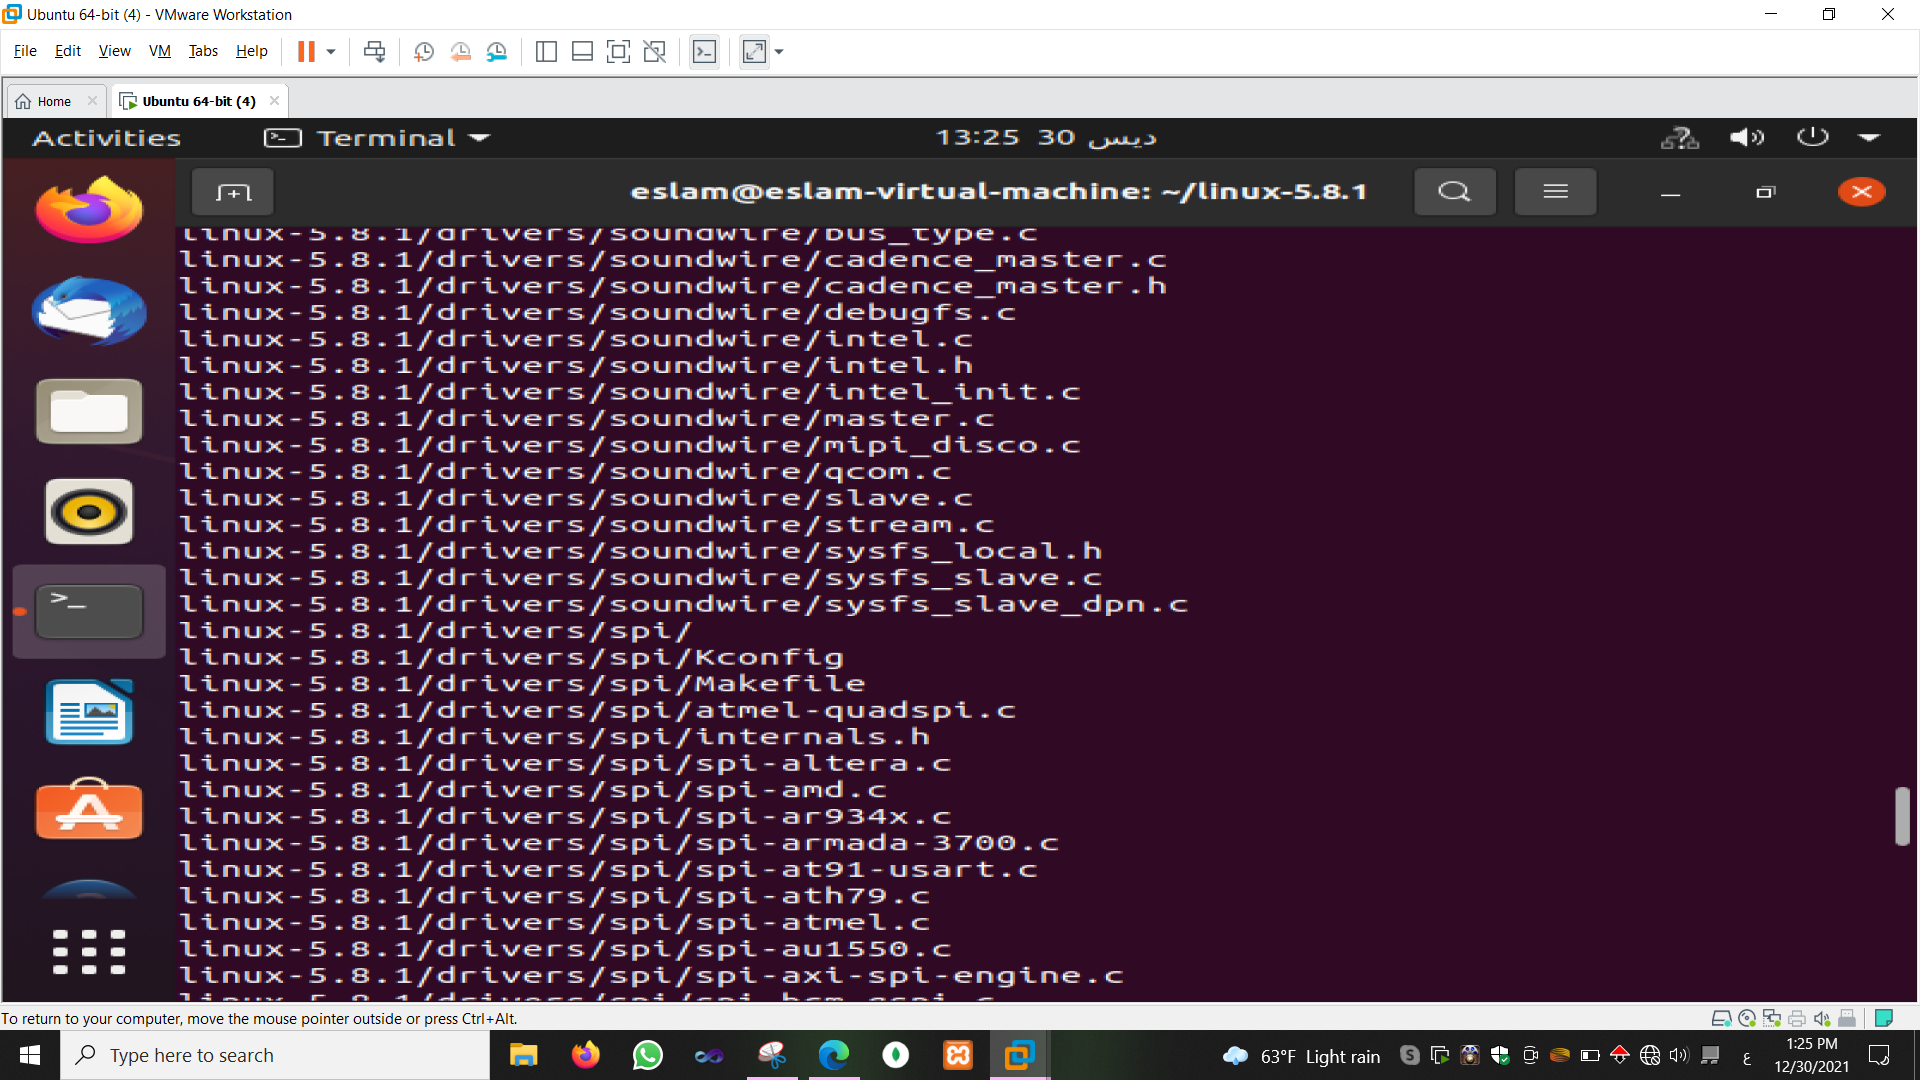 Ubuntu 64-bit (4) - VMware Workstation
File Edit View VM Tabs Help
Home
Ubuntu 64-bit (4)
Activities
Terminal
13:25 30 ديس
eslam@eslam-virtual-machine: ~/linux-5.8.1
linux-5.8.1/drivers/soundwire/bus_type.c
linux-5.8.1/drivers/soundwire/cadence_master.c
linux-5.8.1/drivers/soundwire/cadence_master.h
linux-5.8.1/drivers/soundwire/debugfs.c
linux-5.8.1/drivers/soundwire/intel.c
linux-5.8.1/drivers/soundwire/intel.h
linux-5.8.1/drivers/soundwire/intel_init.c
linux-5.8.1/drivers/soundwire/master.c
linux-5.8.1/drivers/soundwire/mipi_disco.c
linux-5.8.1/drivers/soundwire/qcom.c
linux-5.8.1/drivers/soundwire/slave.c
linux-5.8.1/drivers/soundwire/stream.c
linux-5.8.1/drivers/soundwire/sysfs_local.h
linux-5.8.1/drivers/soundwire/sysfs_slave.c
linux-5.8.1/drivers/soundwire/sysfs_slave_dpn.c
linux-5.8.1/drivers/spi/
linux-5.8.1/drivers/spi/Kconfig
linux-5.8.1/drivers/spi/Makefile
linux-5.8.1/drivers/spi/atmel-quadspi.c
linux-5.8.1/drivers/spi/internals.h
linux-5.8.1/drivers/spi/spi-altera.c
linux-5.8.1/drivers/spi/spi-amd.c
linux-5.8.1/drivers/spi/spi-ar934x.c
linux-5.8.1/drivers/spi/spi-armada-3700.c
linux-5.8.1/drivers/spi/spi-at91-usart.c
linux-5.8.1/drivers/spi/spi-ath79.c
linux-5.8.1/drivers/spi/spi-atmel.c
linux-5.8.1/drivers/spi/spi-au1550.c
linux-5.8.1/drivers/spi/spi-axi-spi-engine.c
To return to your computer, move the mouse pointer outside or press Ctrl+Alt.
Type here to search
63°F Light rain
ع
1:25 PM
12/30/2021